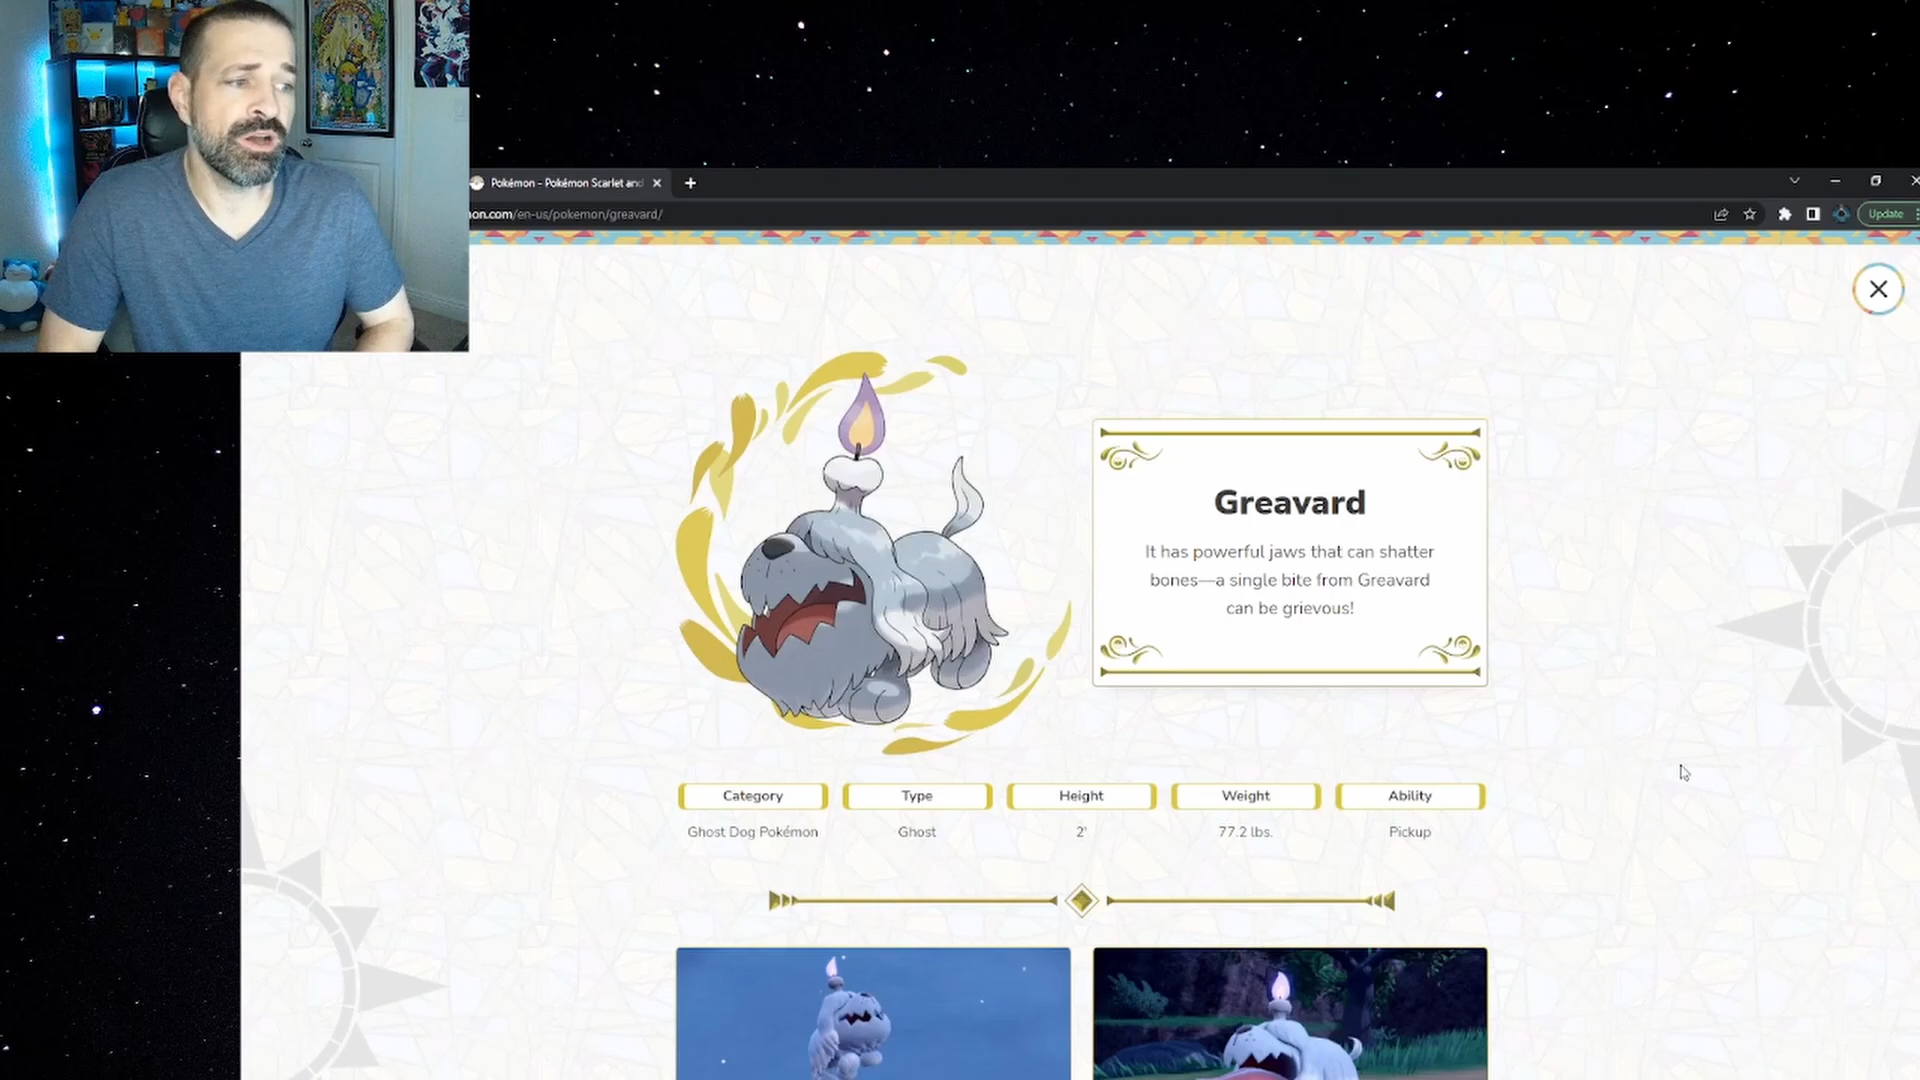 Pokémon - Pokémon Scarlet and
mon.com/en-us/pokemon/greavard/
Update
Greavard
It has powerful jaws that can shatter
bones—a single bite from Greavard
can be grievous!
Category
Type
Height
Weight
Ability
Ghost Dog Pokémon
Ghost
2'
77.2 lbs.
Pickup